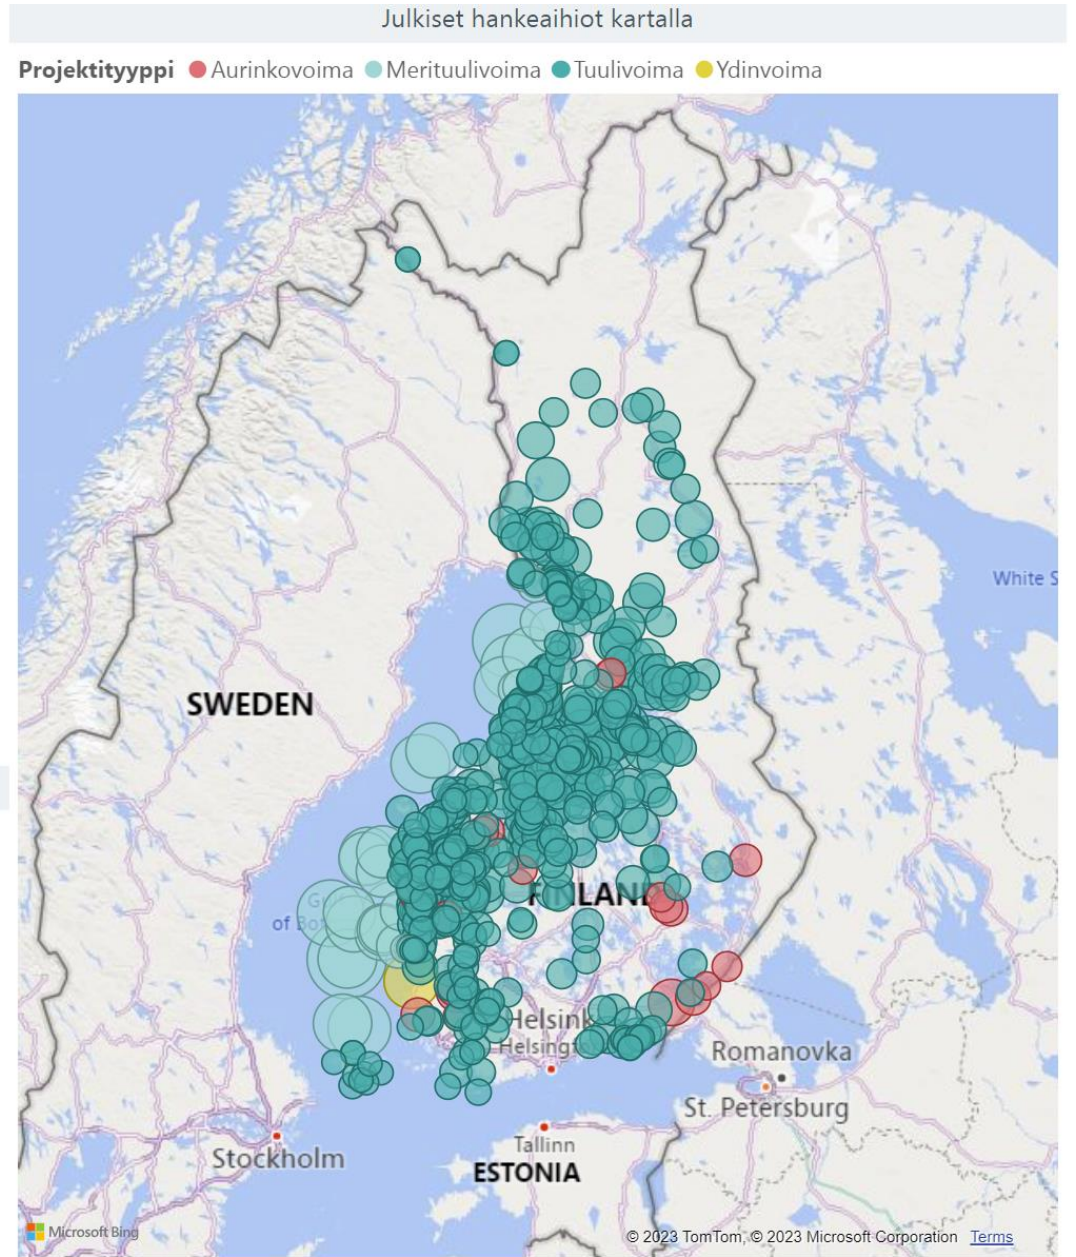 Julkiset hankeaihiot kartalla
Projektityyppi Aurinkovoima Merituulivoima Tuulivoima Ydinvoima
White S
SWEDEN
FINLAND
of Bo
Helsink
Helsingf
Romanovka
St. Petersburg
Tallinn
Stockholm
ESTONIA
Microsoft Bing
© 2023 TomTom, © 2023 Microsoft Corporation Terms